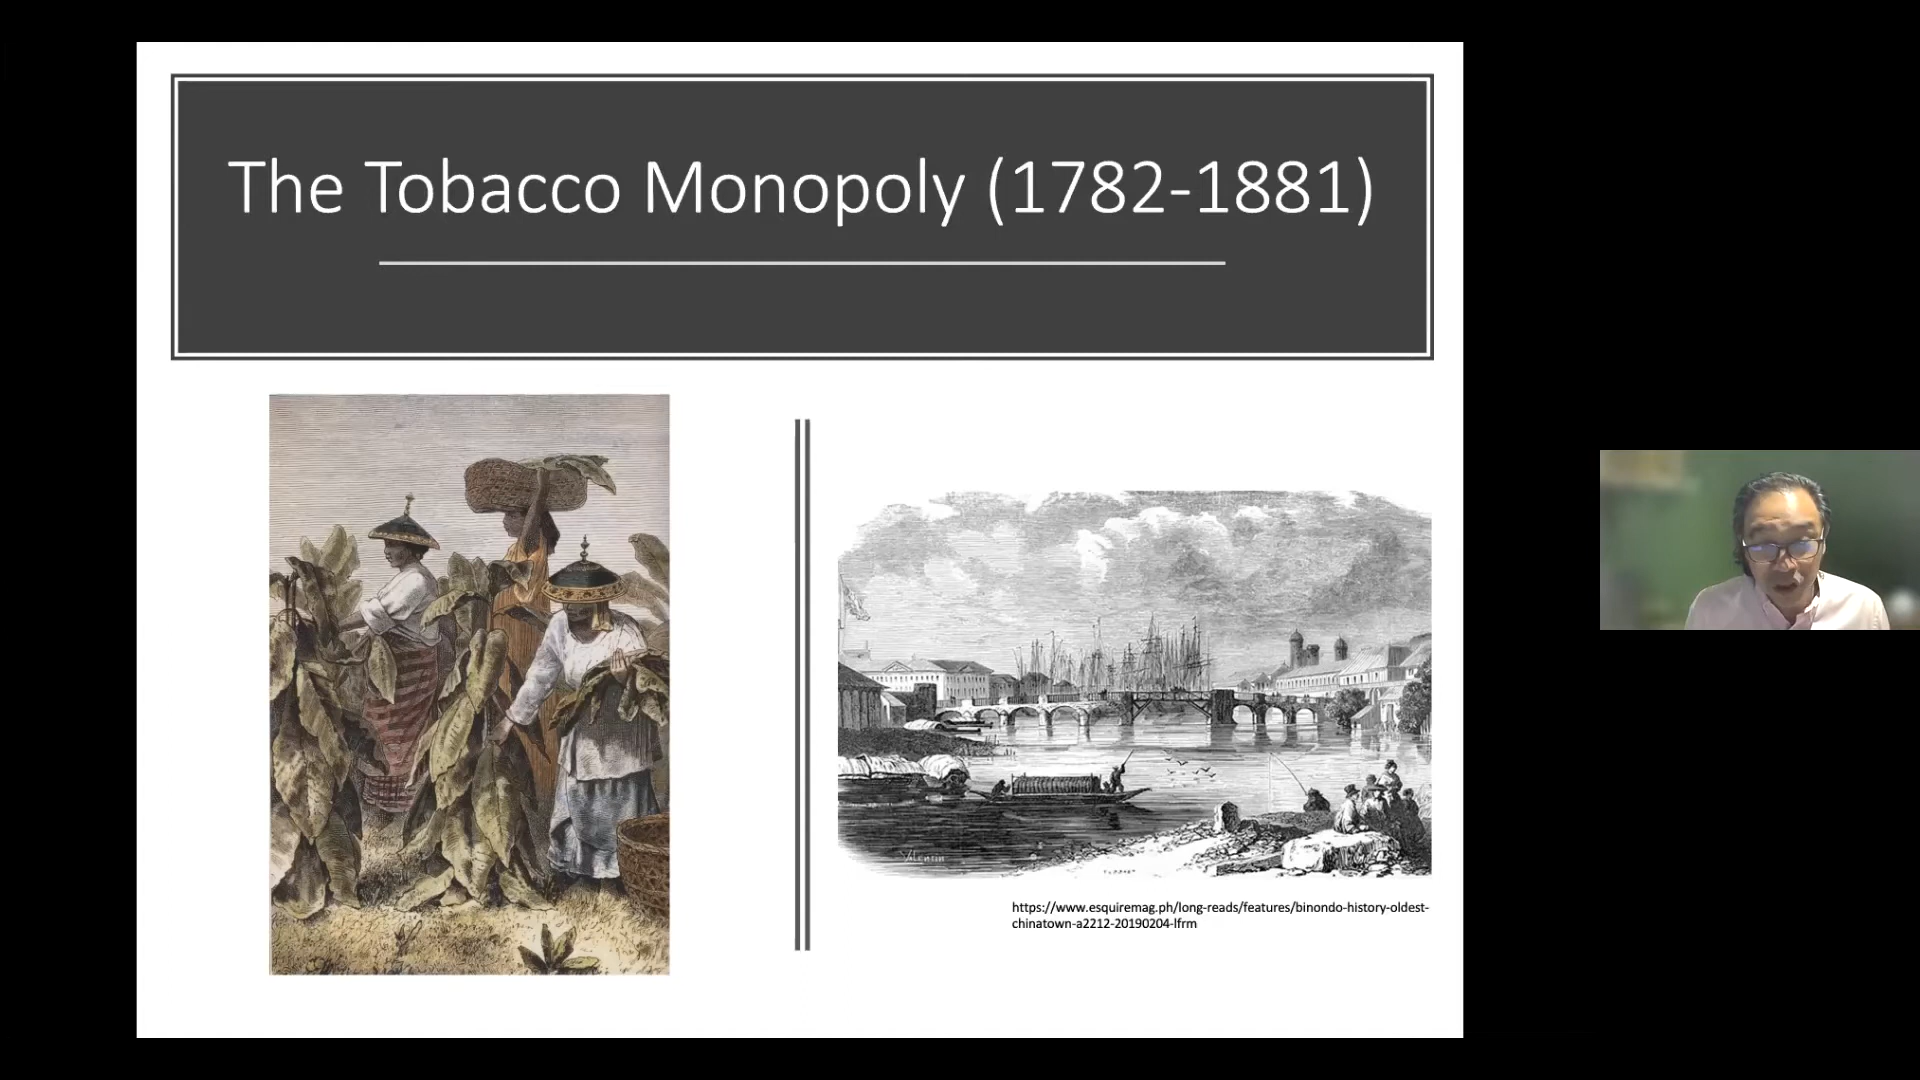 The Tobacco Monopoly (1782-1881)
Valentin
https://www.esquiremag.ph/long-reads/features/binondo-history-oldest-
chinatown-a2212-20190204-lfrm